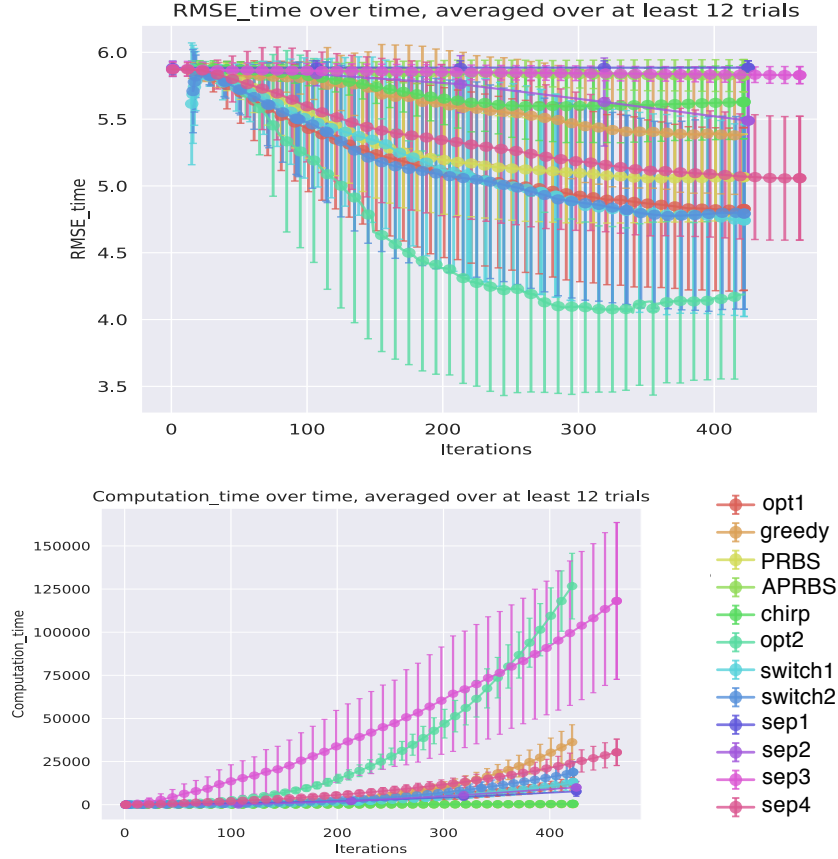 RMSE_time over time, averaged over at least 12 trials
6.0
5.5
5.0
4.5
4.0
3.5
RMSE_time
0 100 200 300 400
Iterations
Computation_time over time, averaged over at least 12 trials
150000
125000
100000
75000
50000
25000
0
Computation_time
0 100 200 300 400
Iterations
opt1
greedy
PRBS
APRBS
chirp
opt2
switch1
switch2
sep1
sep2
sep3
sep4